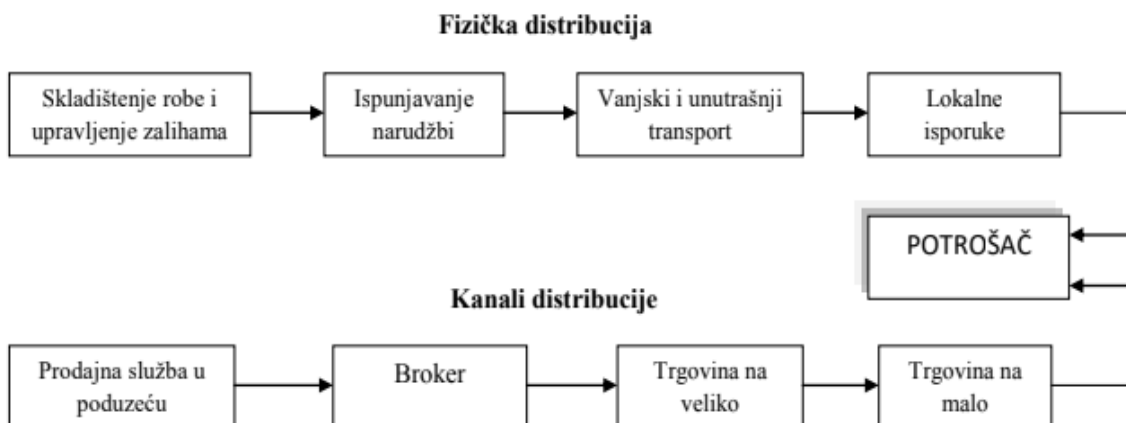 Fizička distribucija
Skladištenje robe i
upravljenje zalihama
Ispunjavanje
narudžbi
Vanjski i unutrašnji
transport
Lokalne
isporuke
POTROŠAČ
Kanali distribucije
Prodajna služba u
poduzeću
Broker
Trgovina na
veliko
Trgovina na
malo